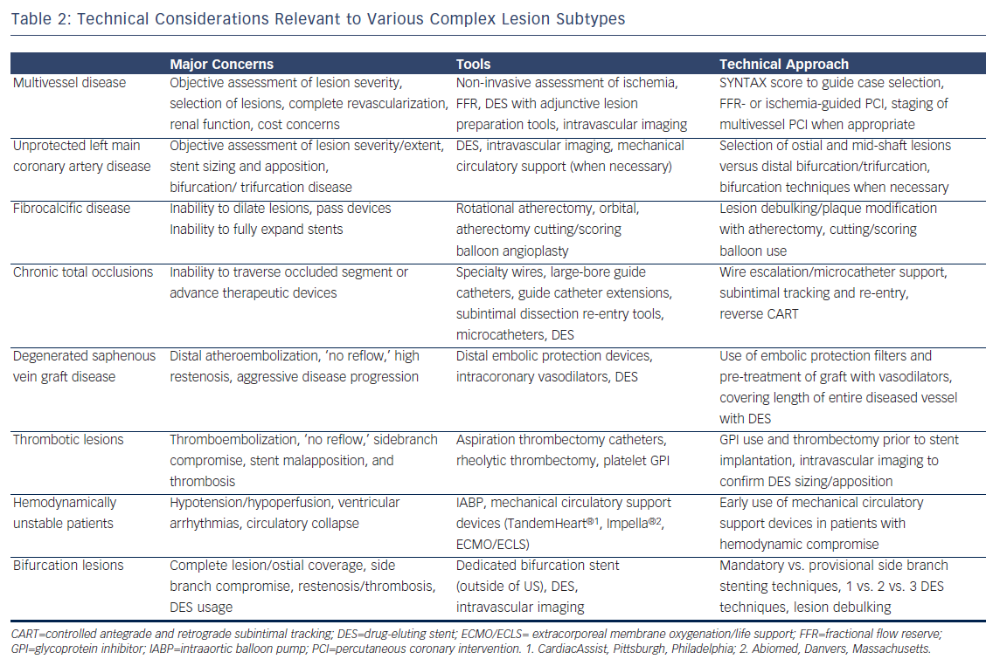 Table 2: Technical Considerations Relevant to Various Complex Lesion Subtypes
Major Concerns Tools Technical Approach
Multivessel disease Objective assessment of lesion severity, Non-invasive assessment of ischemia, SYNTAX score to guide case selection,
selection of lesions, complete revascularization, FFR, DES with adjunctive lesion FFR- or ischemia-guided PCI, staging of
renal function, cost concerns preparation tools, intravascular imaging multivessel PCI when appropriate
Unprotected left main Objective assessment of lesion severity/extent, DES, intravascular imaging, mechanical Selection of ostial and mid-shaft lesions
coronary artery disease stent sizing and apposition, circulatory support (when necessary) versus distal bifurcation/trifurcation,
bifurcation/ trifurcation disease bifurcation techniques when necessary
Fibrocalcific disease Inability to dilate lesions, pass devices Rotational atherectomy, orbital, Lesion debulking/plaque modification
Inability to fully expand stents atherectomy cutting/scoring with atherectomy, cutting/scoring
balloon angioplasty balloon use
Chronic total occlusions Inability to traverse occluded segment or Specialty wires, large-bore guide Wire escalation/microcatheter support,
advance therapeutic devices catheters, guide catheter extensions, subintimal tracking and re-entry,
subintimal dissection re-entry tools, reverse CART
microcatheters, DES
Degenerated saphenous Distal atheroembolization, ‘no reflow,’ high Distal embolic protection devices, Use of embolic protection filters and
vein graft disease restenosis, aggressive disease progression intracoronary vasodilators, DES pre-treatment of graft with vasodilators,
covering length of entire diseased vessel
with DES
Thrombotic lesions Thromboembolization, ‘no reflow,’ sidebranch Aspiration thrombectomy catheters, GPI use and thrombectomy prior to stent
compromise, stent malapposition, and rheolytic thrombectomy, platelet GPI implantation, intravascular imaging to
thrombosis confirm DES sizing/apposition
Hemodynamically Hypotension/hypoperfusion, ventricular IABP, mechanical circulatory support Early use of mechanical circulatory
unstable patients arrhythmias, circulatory collapse devices (TandemHeart®¹, Impella®², support devices in patients with
ECMO/ECLS) hemodynamic compromise
Bifurcation lesions Complete lesion/ostial coverage, side Dedicated bifurcation stent Mandatory vs. provisional side branch
branch compromise, restenosis/thrombosis, (outside of US), DES, stenting techniques, 1 vs. 2 vs. 3 DES
DES usage intravascular imaging techniques, lesion debulking
CART=controlled antegrade and retrograde subintimal tracking; DES=drug-eluting stent; ECMO/ECLS= extracorporeal membrane oxygenation/life support; FFR=fractional flow reserve;
GPI=glycoprotein inhibitor; IABP=intraaortic balloon pump; PCI=percutaneous coronary intervention. 1. CardiacAssist, Pittsburgh, Philadelphia; 2. Abiomed, Danvers, Massachusetts.